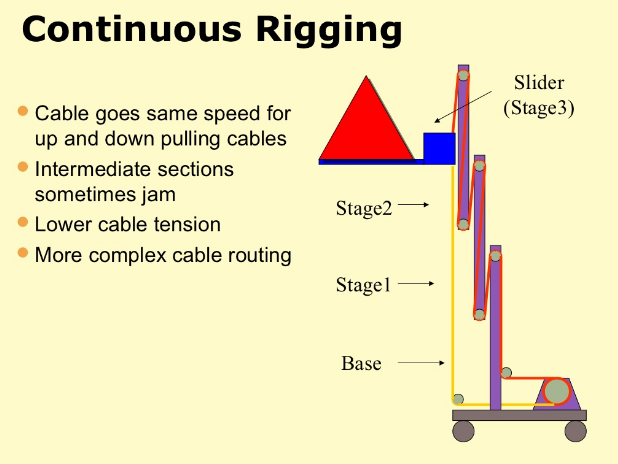 Continuous Rigging
Cable goes same speed for
up and down pulling cables
Intermediate sections
sometimes jam
Lower cable tension
More complex cable routing
Slider
(Stage3)
Stage2
Stage1
Base